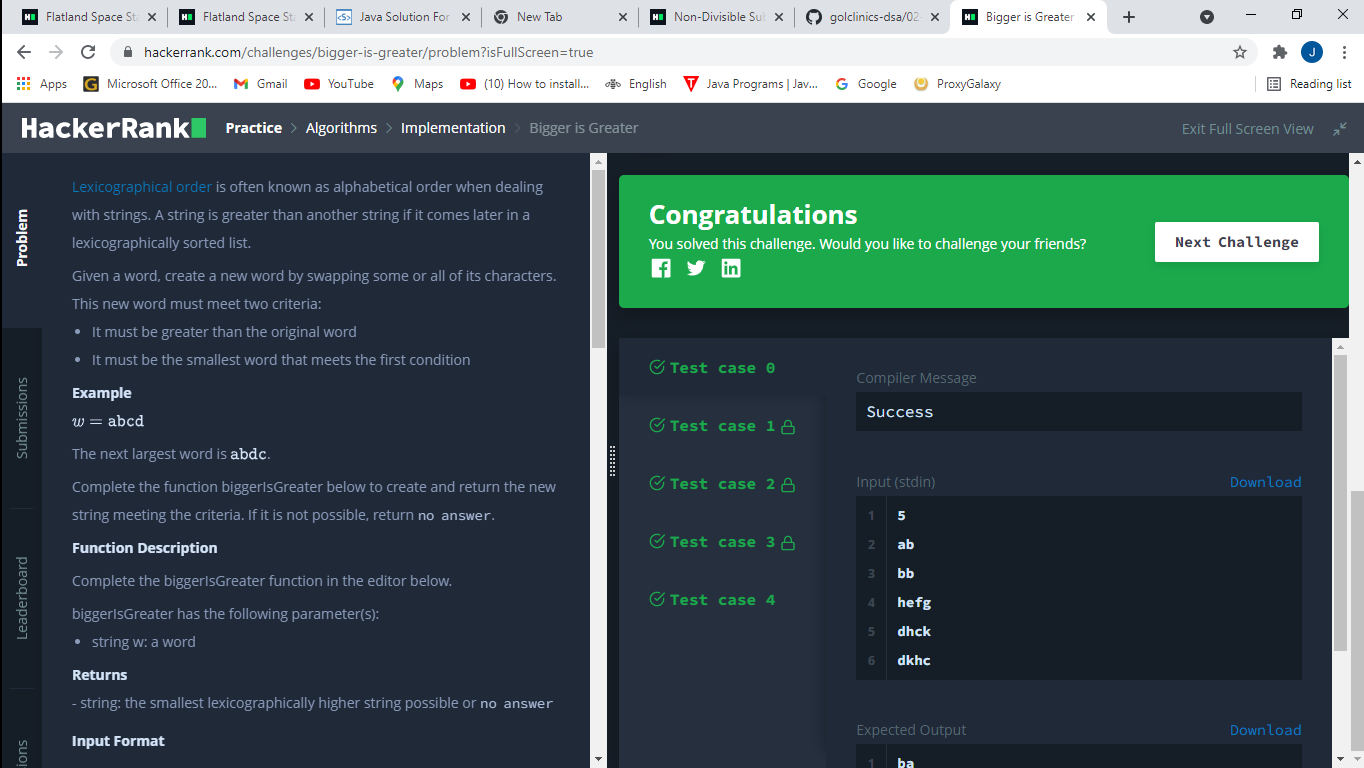 Flatland Space Sta
Flatland Space Sta
Java Solution For
New Tab
Non-Divisible Sub
golclinics-dsa/02-
Bigger is Greater
hackerrank.com/challenges/bigger-is-greater/problem?isFullScreen=true
J
Apps
Microsoft Office 20...
Gmail
YouTube
Maps
(10) How to install...
English
Java Programs | Jav...
Google
ProxyGalaxy
Reading list
HackerRank
Practice
Algorithms
Implementation
Bigger is Greater
Exit Full Screen View
Problem
Submissions
Leaderboard
Lexicographical order is often known as alphabetical order when dealing
with strings. A string is greater than another string if it comes later in a
lexicographically sorted list.
Given a word, create a new word by swapping some or all of its characters.
This new word must meet two criteria:
• It must be greater than the original word
• It must be the smallest word that meets the first condition
Example
w = abcd
The next largest word is abdc.
Complete the function biggerIsGreater below to create and return the new
string meeting the criteria. If it is not possible, return no answer.
Function Description
Complete the biggerIsGreater function in the editor below.
biggerIsGreater has the following parameter(s):
• string w: a word
Returns
- string: the smallest lexicographically higher string possible or no answer
Input Format
Congratulations
You solved this challenge. Would you like to challenge your friends?
Next Challenge
Test case 0
Test case 1
Test case 2
Test case 3
Test case 4
Compiler Message
Success
Input (stdin)
Download
1 5
2 ab
3 bb
4 hefg
5 dhck
6 dkhc
Expected Output
Download
1 ba